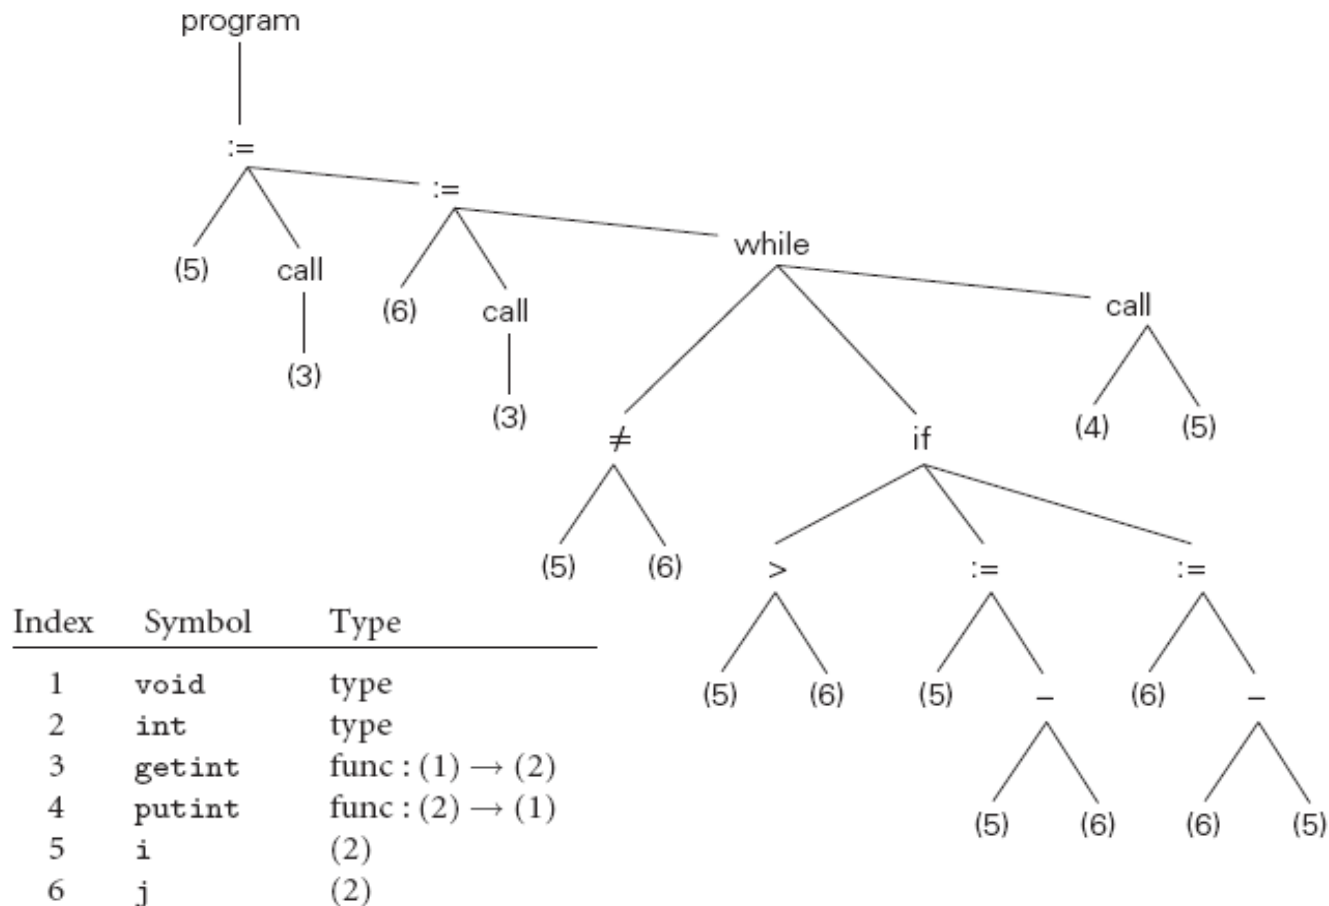 program
:=
:=
while
(5) call
(6) call
call
(3)
(3)
≠ if
(4) (5)
(5) (6)
> := :=
Index Symbol Type
(5) (6) (5) – (6) –
1 void type
2 int type
3 getint func : (1) → (2)
4 putint func : (2) → (1)
(5) (6) (6) (5)
5 i (2)
6 j (2)